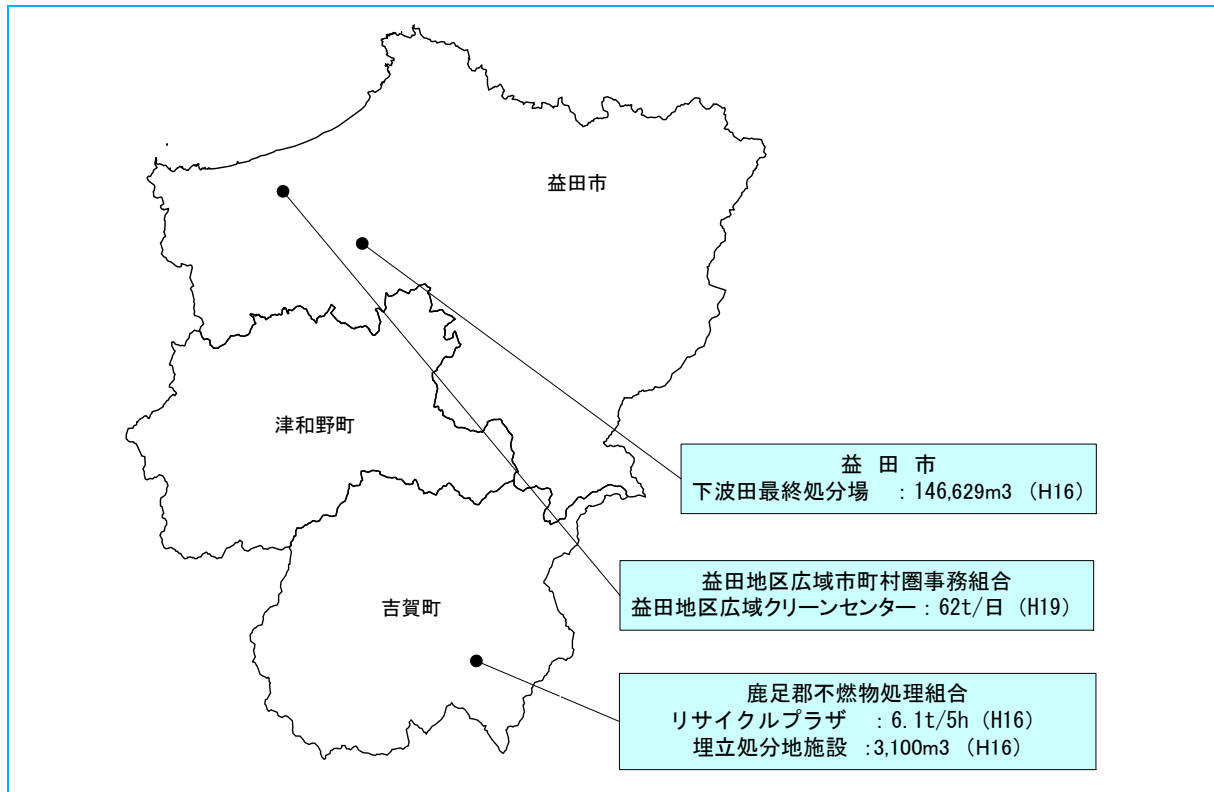 益田市
津和野町
吉賀町
益 田 市
下波田最終処分場 : 146,629m3 (H16)
益田地区広域市町村圏事務組合
益田地区広域クリーンセンター : 62t/日 (H19)
鹿足郡不燃物処理組合
リサイクルプラザ : 6.1t/5h (H16)
埋立処分地施設 :3,100m3 (H16)